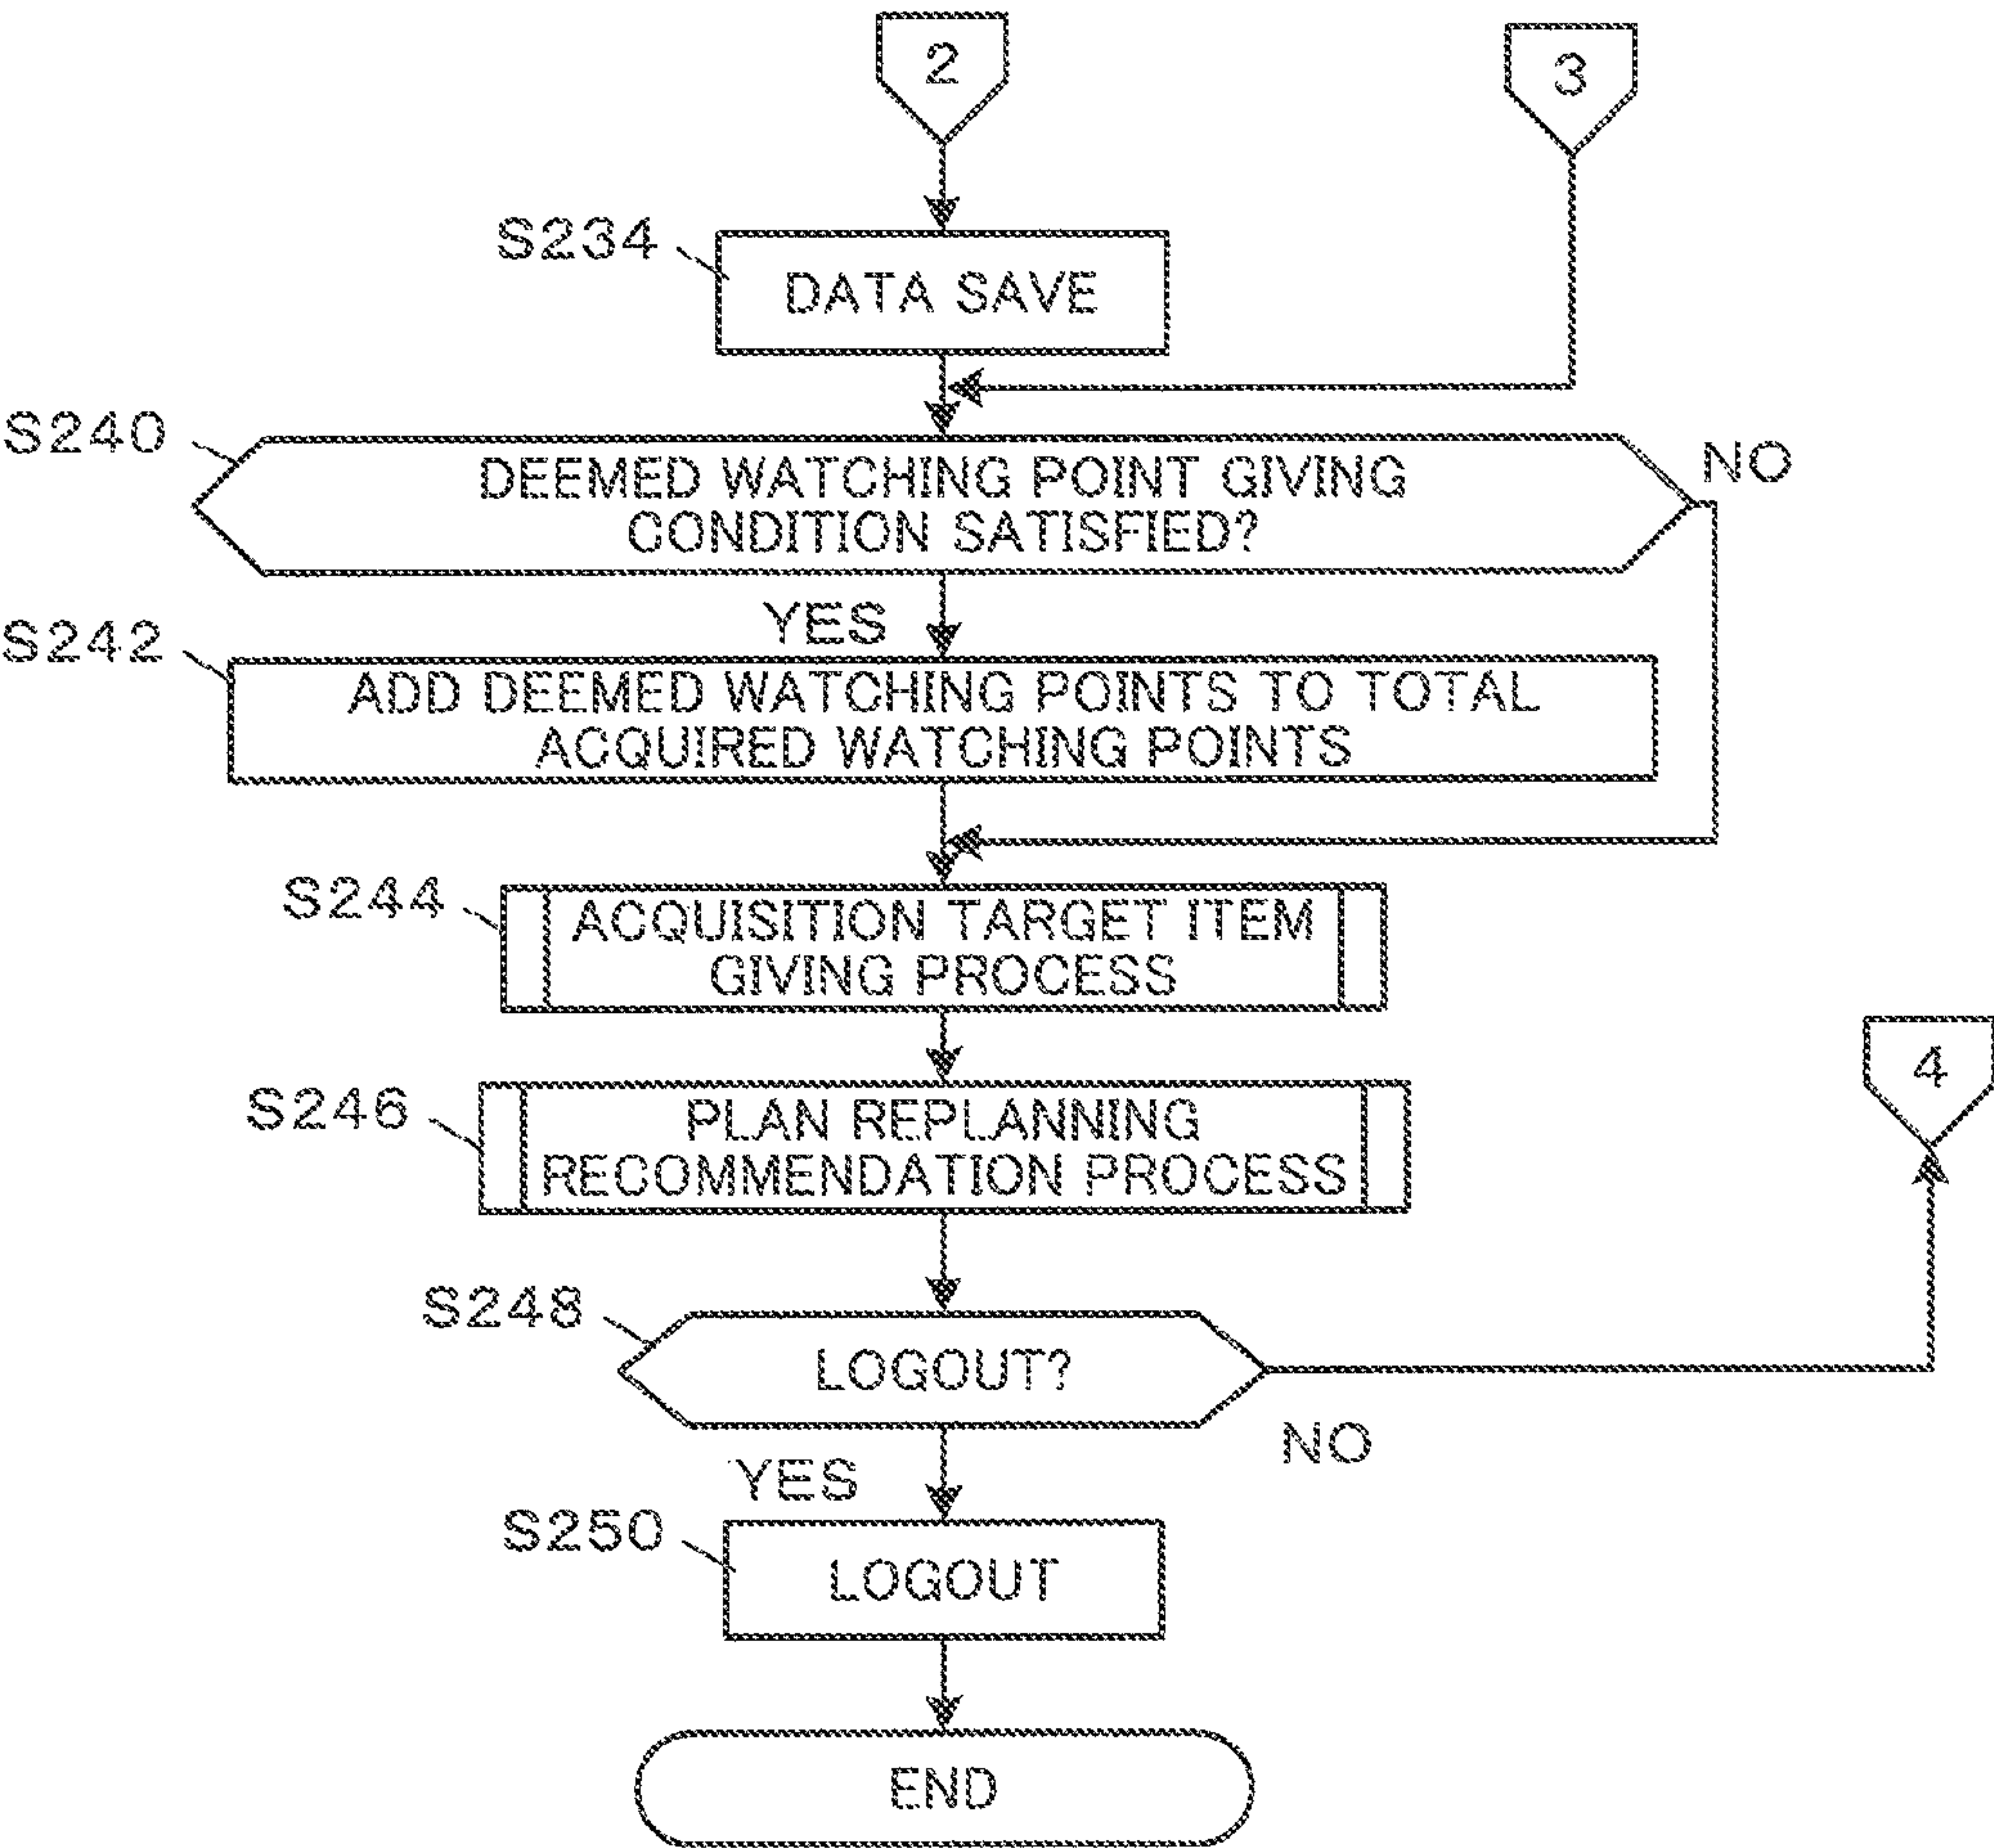 2
3
S234
DATA SAVE
S240
DEEMED WATCHING POINT GIVING
CONDITION SATISFIED?
NO
YES
S242
ADD DEEMED WATCHING POINTS TO TOTAL
ACQUIRED WATCHING POINTS
S244
ACQUISITION TARGET ITEM
GIVING PROCESS
4
S246
PLAN REPLANNING
RECOMMENDATION PROCESS
S248
LOGOUT?
NO
YES
S250
LOGOUT
END